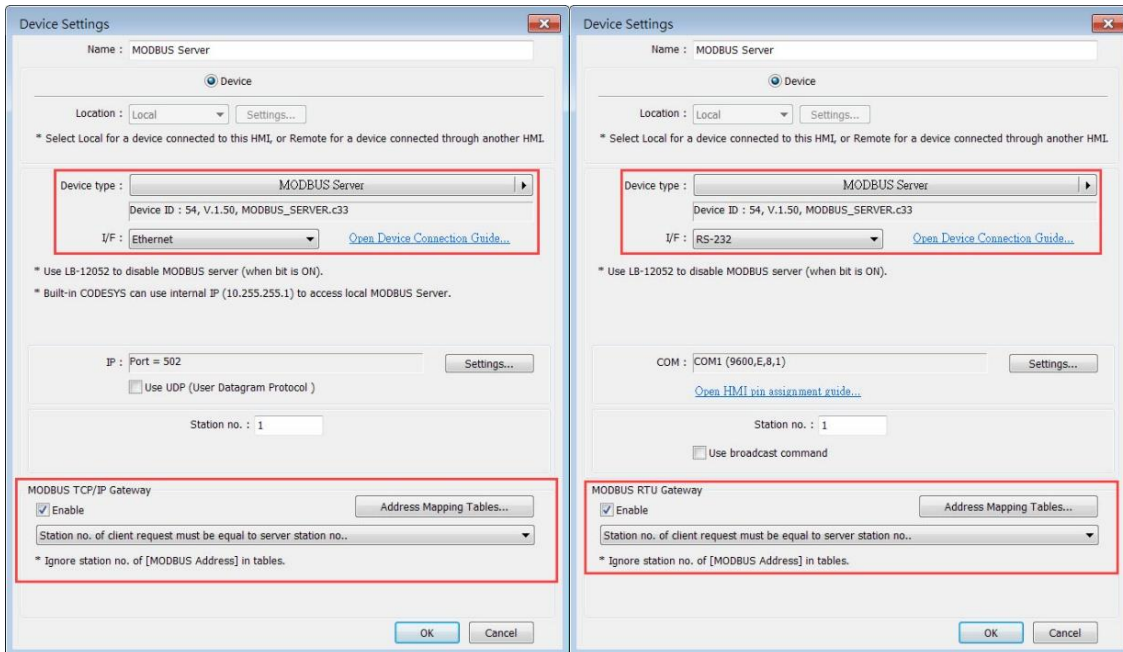 Device Settings
Name : MODBUS Server
Device
Location : Local Settings...
* Select Local for a device connected to this HMI, or Remote for a device connected through another HMI.
Device type : MODBUS Server
Device ID : 54, V.1.50, MODBUS_SERVER.c33
I/F : Ethernet Open Device Connection Guide...
* Use LB-12052 to disable MODBUS server (when bit is ON).
* Built-in CODESYS can use internal IP (10.255.255.1) to access local MODBUS Server.
IP : Port = 502 Settings...
Use UDP (User Datagram Protocol )
Station no. : 1
MODBUS TCP/IP Gateway
Enable Address Mapping Tables...
Station no. of client request must be equal to server station no..
* Ignore station no. of [MODBUS Address] in tables.
OK Cancel
Device Settings
Name : MODBUS Server
Device
Location : Local Settings...
* Select Local for a device connected to this HMI, or Remote for a device connected through another HMI.
Device type : MODBUS Server
Device ID : 54, V.1.50, MODBUS_SERVER.c33
I/F : RS-232 Open Device Connection Guide...
* Use LB-12052 to disable MODBUS server (when bit is ON).
COM : COM1 (9600,E,8,1) Settings...
Open HMI pin assignment guide...
Station no. : 1
Use broadcast command
MODBUS RTU Gateway
Enable Address Mapping Tables...
Station no. of client request must be equal to server station no..
* Ignore station no. of [MODBUS Address] in tables.
OK Cancel